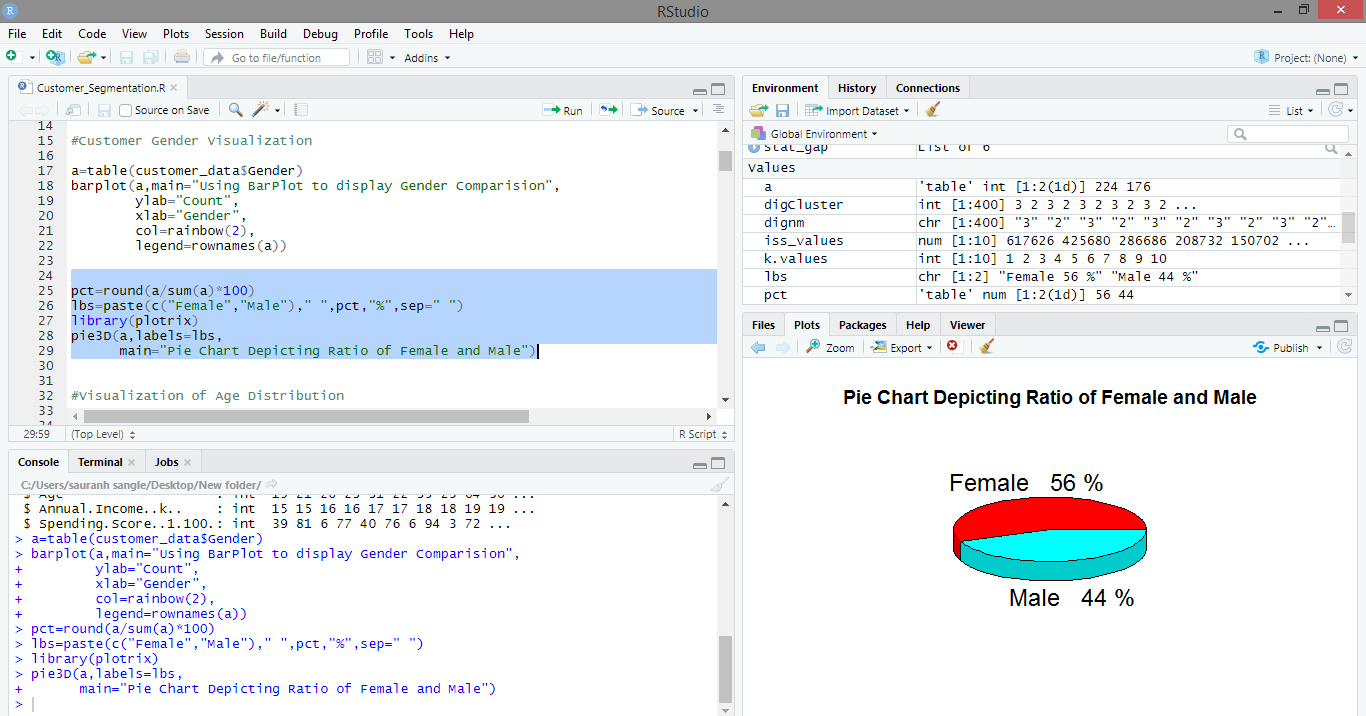 RStudio
File Edit Code View Plots Session Build Debug Profile Tools Help
Go to file/function Addins Project: (None)
Customer_Segmentation.R
Source on Save Run Source
14
15 #Customer Gender Visualization
16
17 a=table(customer_data$Gender)
18 barplot(a,main="Using BarPlot to display Gender Comparision",
19 ylab="Count",
20 xlab="Gender",
21 col=rainbow(2),
22 legend=rownames(a))
23
24
25 pct=round(a/sum(a)*100)
26 lbs=paste(c("Female","Male")," ",pct,"%",sep=" ")
27 library(plotrix)
28 pie3D(a,labels=lbs,
29 main="Pie Chart Depicting Ratio of Female and Male")
30
31
32 #Visualization of Age Distribution
33
29:59 (Top Level) R Script
Console Terminal Jobs
C:/Users/sauranh sangle/Desktop/New folder/
$ Age : int 19 21 20 23 31 22 35 23 64 30 ...
$ Annual.Income..k.. : int 15 15 16 16 17 17 18 18 19 19 ...
$ Spending.Score..1.100.: int 39 81 6 77 40 76 6 94 3 72 ...
> a=table(customer_data$Gender)
> barplot(a,main="Using BarPlot to display Gender Comparision",
+ ylab="Count",
+ xlab="Gender",
+ col=rainbow(2),
+ legend=rownames(a))
> pct=round(a/sum(a)*100)
> lbs=paste(c("Female","Male")," ",pct,"%",sep=" ")
> library(plotrix)
> pie3D(a,labels=lbs,
+ main="Pie Chart Depicting Ratio of Female and Male")
>
Environment History Connections
Import Dataset List
Global Environment
stat_gap List of 6
Values
a 'table' int [1:2(1d)] 224 176
digCluster int [1:400] 3 2 3 2 3 2 3 2 3 2 ...
dignm chr [1:400] "3" "2" "3" "2" "3" "2" "3" "2" "3" "2"…
iss_values num [1:10] 617626 425680 286686 208732 150702 ...
k.values int [1:10] 1 2 3 4 5 6 7 8 9 10
lbs chr [1:2] "Female 56 %" "Male 44 %"
pct 'table' num [1:2(1d)] 56 44
Files Plots Packages Help Viewer
Zoom Export Publish
Pie Chart Depicting Ratio of Female and Male
Female 56 %
Male 44 %